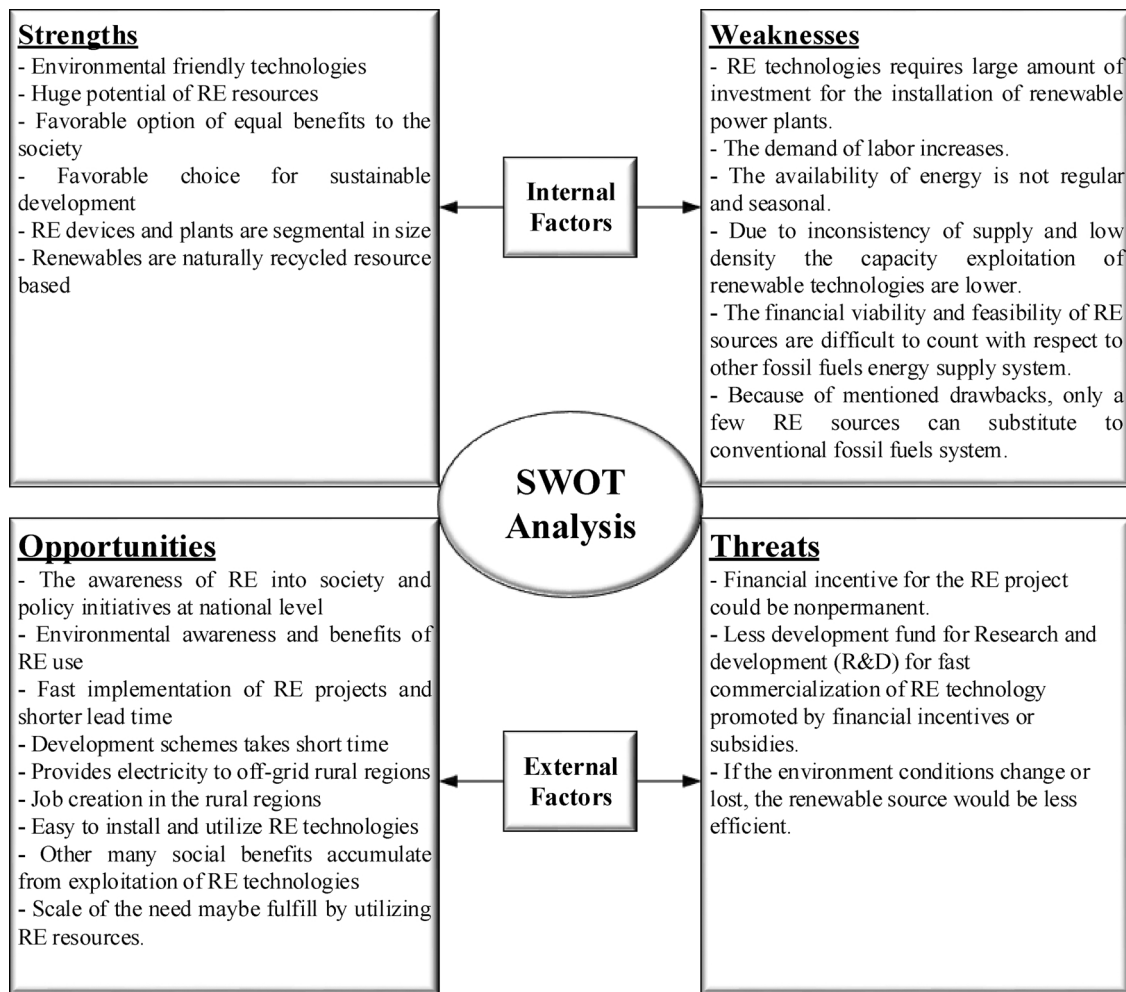 Strengths
- Environmental friendly technologies
- Huge potential of RE resources
- Favorable option of equal benefits to the
society
- Favorable choice for sustainable
development
- RE devices and plants are segmental in size
- Renewables are naturally recycled resource
based
Internal
Factors
Weaknesses
- RE technologies requires large amount of
investment for the installation of renewable
power plants.
- The demand of labor increases.
- The availability of energy is not regular
and seasonal.
- Due to inconsistency of supply and low
density the capacity exploitation of
renewable technologies are lower.
- The financial viability and feasibility of RE
sources are difficult to count with respect to
other fossil fuels energy supply system.
- Because of mentioned drawbacks, only a
few RE sources can substitute to
conventional fossil fuels system.
SWOT
Analysis
Opportunities
- The awareness of RE into society and
policy initiatives at national level
- Environmental awareness and benefits of
RE use
- Fast implementation of RE projects and
shorter lead time
- Development schemes takes short time
- Provides electricity to off-grid rural regions
- Job creation in the rural regions
- Easy to install and utilize RE technologies
- Other many social benefits accumulate
from exploitation of RE technologies
- Scale of the need maybe fulfill by utilizing
RE resources.
External
Factors
Threats
- Financial incentive for the RE project
could be nonpermanent.
- Less development fund for Research and
development (R&D) for fast
commercialization of RE technology
promoted by financial incentives or
subsidies.
- If the environment conditions change or
lost, the renewable source would be less
efficient.